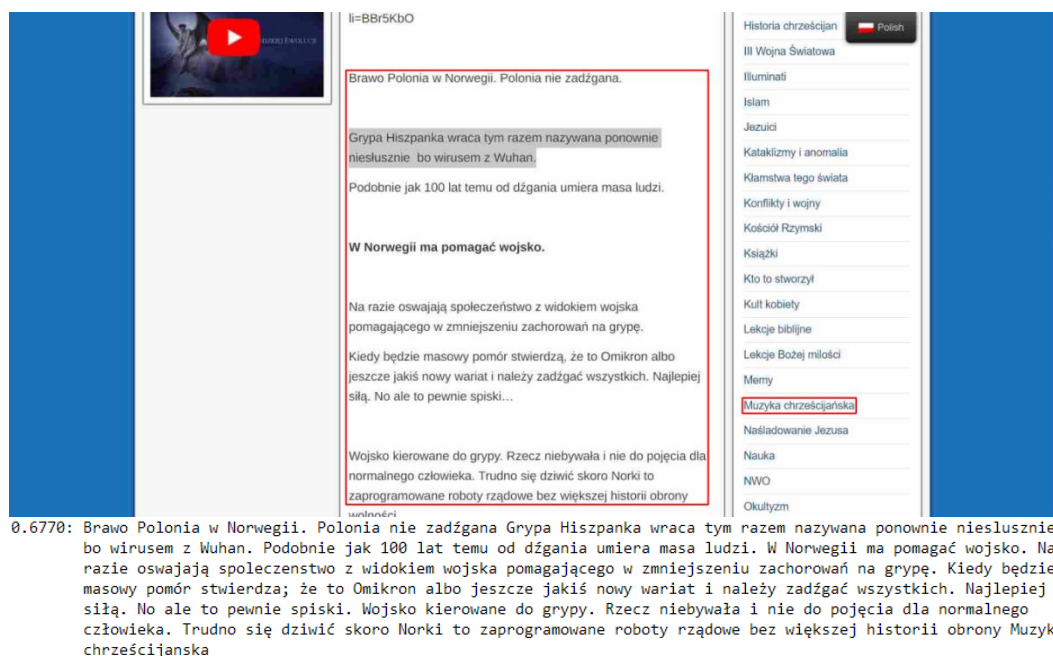 li=BBr5KbO
Brawo Polonia w Norwegii. Polonia nie zadźgana.
Grypa Hiszpanka wraca tym razem nazywana ponownie
niesłusznie bo wirusem z Wuhan.
Podobnie jak 100 lat temu od dźgania umiera masa ludzi.
W Norwegii ma pomagać wojsko.
Na razie oswajają społeczeństwo z widokiem wojska
pomagającego w zmniejszeniu zachorowań na grypę.
Kiedy będzie masowy pomór stwierdzą, że to Omikron albo
jeszcze jakiś nowy wariat i należy zadźgać wszystkich. Najlepiej
siłą. No ale to pewnie spiski…
Wojsko kierowane do grypy. Rzecz niebywała i nie do pojęcia dla
normalnego człowieka. Trudno się dziwić skoro Norki to
zaprogramowane roboty rządowe bez większej historii obrony
wolności
Historia chrześcijan
Polish
III Wojna Światowa
Illuminati
Islam
Jezuici
Kataklizmy i anomalia
Kłamstwa tego świata
Konflikty i wojny
Kościół Rzymski
Książki
Kto to stworzył
Kult kobiety
Lekcje biblijne
Lekcje Bożej milości
Memy
Muzyka chrześcijańska
Naśladowanie Jezusa
Nauka
NWO
Okultyzm
0.6770: Brawo Polonia w Norwegii. Polonia nie zadźgana Grypa Hiszpanka wraca tym razem nazywana ponownie nieslusznie
bo wirusem z Wuhan. Podobnie jak 100 lat temu od dźgania umiera masa ludzi. W Norwegii ma pomagać wojsko. Na
razie oswajają spoleczenstwo z widokiem wojska pomagającego w zmniejszeniu zachorowań na grypę. Kiedy będzie
masowy pomór stwierdza; że to Omikron albo jeszcze jakiś nowy wariat i należy zadźgać wszystkich. Najlepiej
siłą. No ale to pewnie spiski. Wojsko kierowane do grypy. Rzecz niebywała i nie do pojęcia dla normalnego
człowieka. Trudno się dziwić skoro Norki to zaprogramowane roboty rządowe bez większej historii obrony Muzyk
chrześcijanska